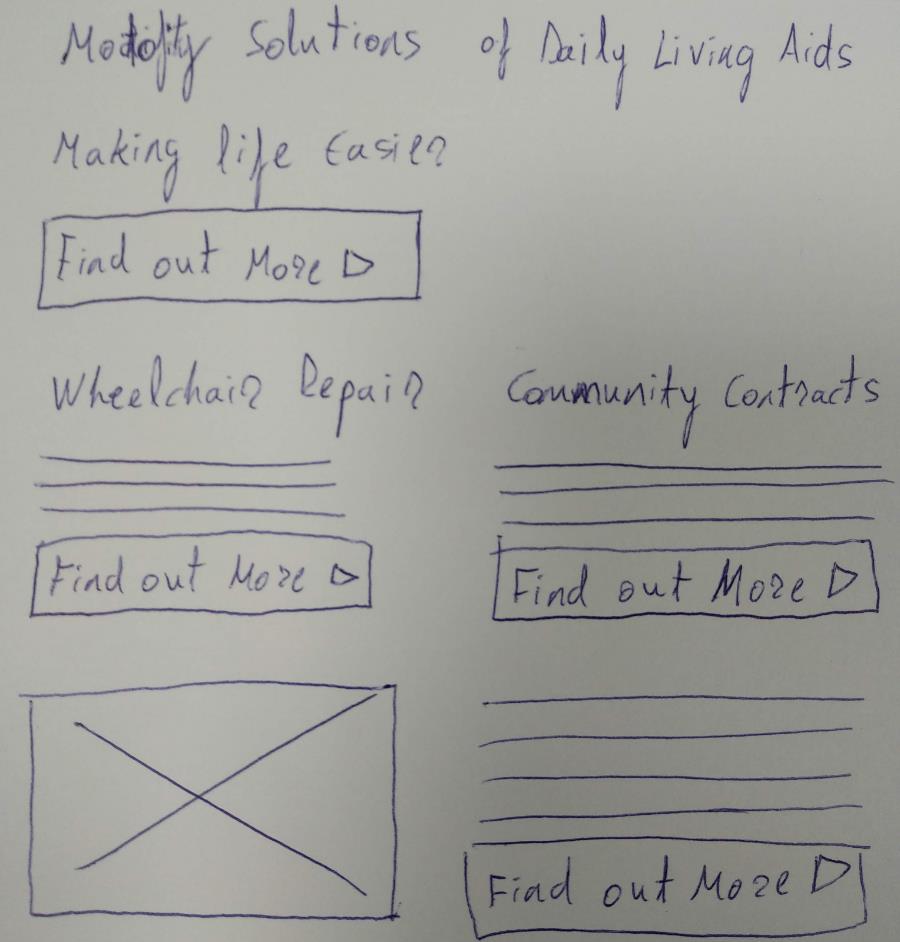 Solutions of Daily Living Aids
Making life Easier
Find out More
Wheelchair Repair
Find out More
Community Contracts
Find out More
Find out More